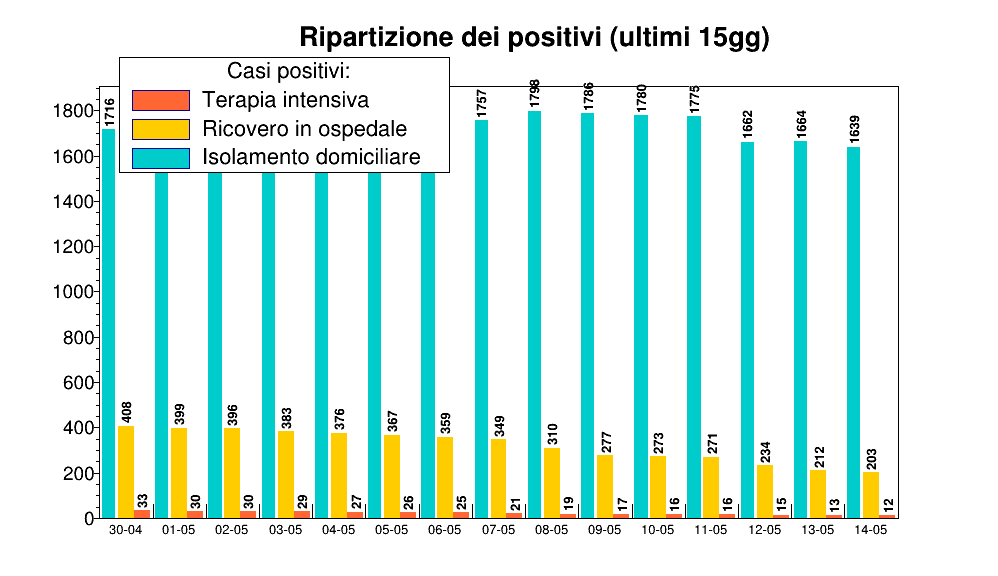 Ripartizione dei positivi (ultimi 15gg)
Casi positivi:
Terapia intensiva
Ricovero in ospedale
Isolamento domiciliare
1800
1600
1400
1200
1000
800
600
400
200
0
1716 1757 1798 1786 1780 1775 1662 1664 1639
408 399 396 383 376 367 359 349 310 277 273 271 234 212 203
33 30 30 29 27 26 25 21 19 17 16 16 15 13 12
30-04 01-05 02-05 03-05 04-05 05-05 06-05 07-05 08-05 09-05 10-05 11-05 12-05 13-05 14-05